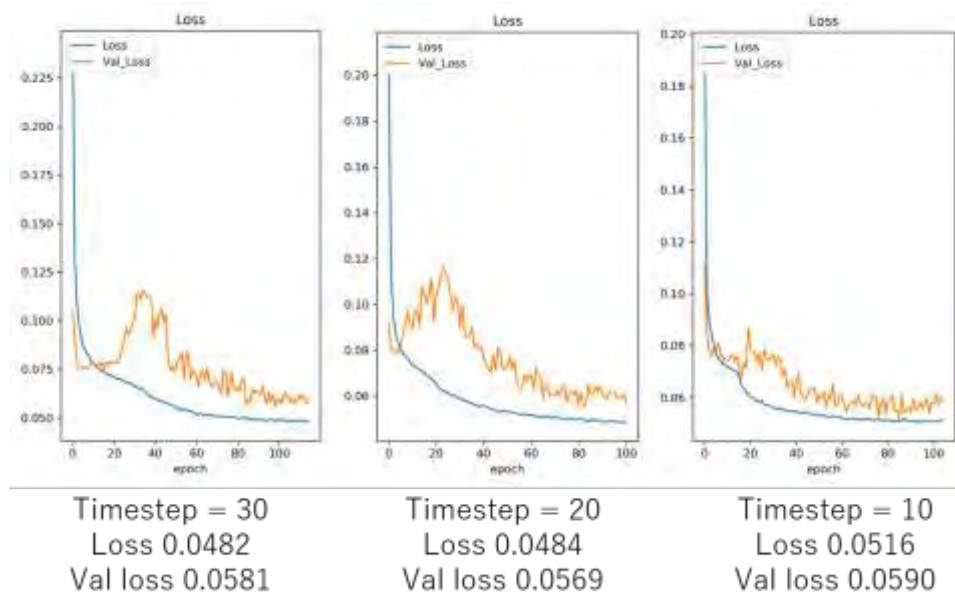 Loss
Loss
Val_Loss
0.225
0.200
0.175
0.150
0.125
0.100
0.075
0.050
0
20
40
60
80
100
epoch
Loss
Loss
Val_Loss
0.20
0.18
0.16
0.14
0.12
0.10
0.08
0.06
0
20
40
60
80
100
epoch
Loss
Loss
Val_Loss
0.20
0.18
0.16
0.14
0.12
0.10
0.08
0.06
0
20
40
60
80
100
epoch
Timestep = 30
Loss 0.0482
Val loss 0.0581
Timestep = 20
Loss 0.0484
Val loss 0.0569
Timestep = 10
Loss 0.0516
Val loss 0.0590